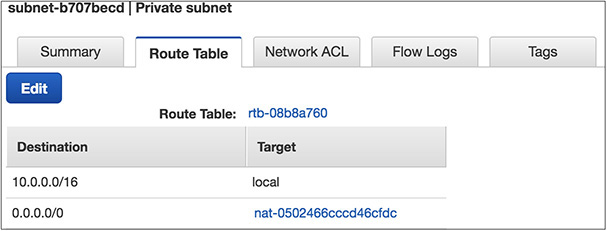 subnet-b707becd | Private subnet
Summary Route Table Network ACL Flow Logs Tags
Edit
Route Table: rtb-08b8a760
Destination Target
10.0.0.0/16 local
0.0.0.0/0 nat-0502466cccd46cfdc